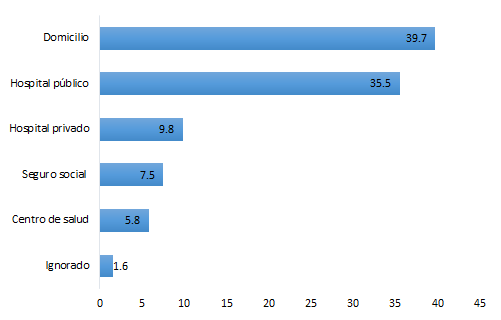 Domicilio 39.7
Hospital público 35.5
Hospital privado 9.8
Seguro social 7.5
Centro de salud 5.8
Ignorado 1.6
0 5 10 15 20 25 30 35 40 45